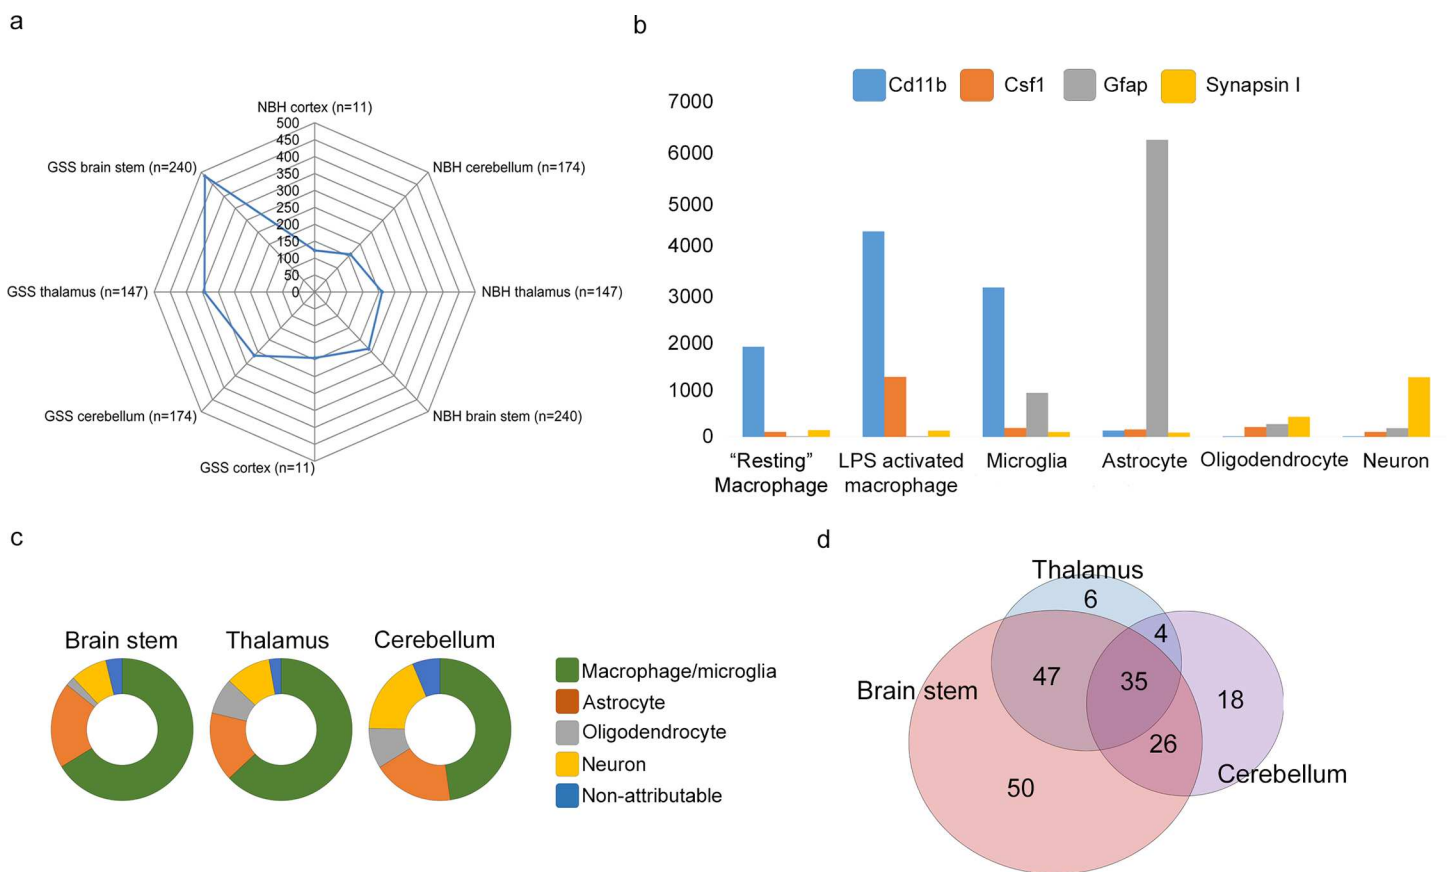 a
NBH cortex (n=11)
500
450
400
350
300
250
200
150
100
50
0
GSS brain stem (n=240)
NBH cerebellum (n=174)
GSS thalamus (n=147)
NBH thalamus (n=147)
GSS cerebellum (n=174)
NBH brain stem (n=240)
GSS cortex (n=11)
b
Cd11b Csf1 Gfap Synapsin I
7000
6000
5000
4000
3000
2000
1000
0
“Resting”
Macrophage
LPS activated
macrophage
Microglia
Astrocyte
Oligodendrocyte
Neuron
c
Brain stem Thalamus Cerebellum
Macrophage/microglia
Astrocyte
Oligodendrocyte
Neuron
Non-attributable
d
Thalamus
6
4
Brain stem
47
35
18
26
Cerebellum
50